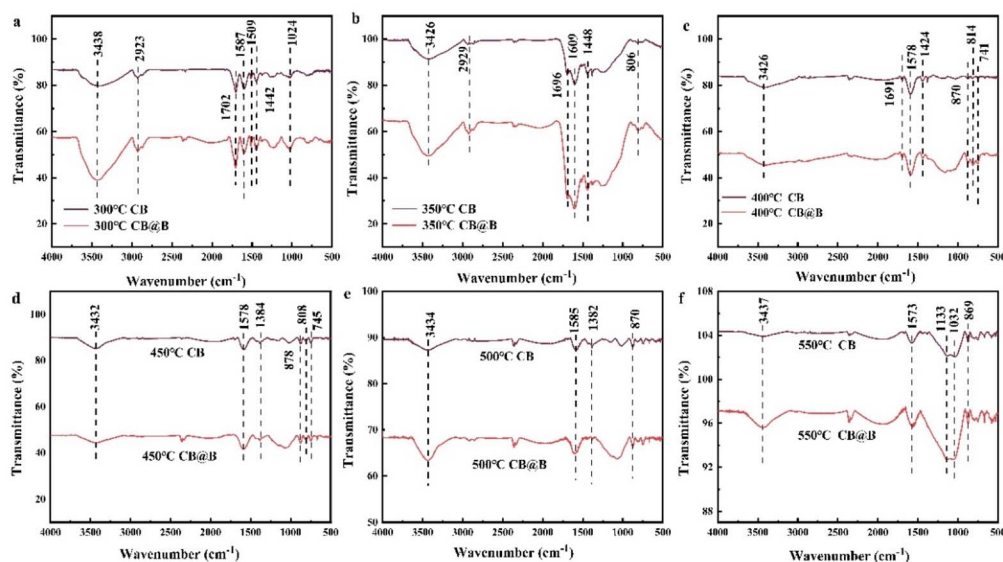 a
3438
2923
1587
1509
1024
1702
1442
Transmittance (%)
100
80
60
40
20
300℃ CB
300℃ CB@B
4000 3500 3000 2500 2000 1500 1000 500
Wavenumber (cm-1)
b
3426
2929
1609
1448
1696
806
Transmittance (%)
100
80
60
40
20
350℃ CB
350℃ CB@B
4000 3500 3000 2500 2000 1500 1000 500
Wavenumber (cm-1)
c
3426
1691
1578
1424
870
814
741
Transmittance (%)
100
80
60
40
20
400℃ CB
400℃ CB@B
4000 3500 3000 2500 2000 1500 1000 500
Wavenumber (cm-1)
d
3432
1578
1384
808
745
878
Transmittance (%)
100
80
60
40
20
450℃ CB
450℃ CB@B
4000 3500 3000 2500 2000 1500 1000 500
Wavenumber (cm-1)
e
3434
1585
1382
870
Transmittance (%)
100
90
80
70
60
50
500℃ CB
500℃ CB@B
4000 3500 3000 2500 2000 1500 1000 500
Wavenumber (cm-1)
f
3437
1573
1133
1032
869
Transmittance (%)
108
104
100
96
92
88
550℃ CB
550℃ CB@B
4000 3500 3000 2500 2000 1500 1000 500
Wavenumber (cm-1)